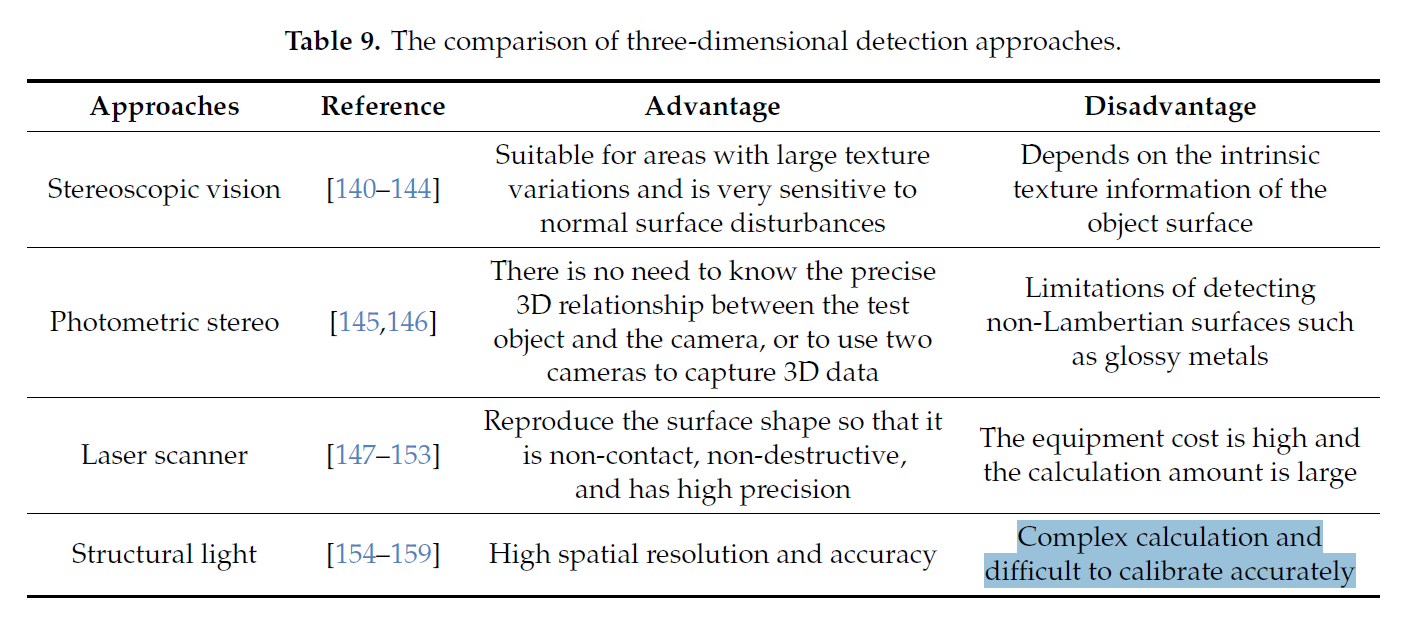 Table 9. The comparison of three-dimensional detection approaches.
Approaches Reference Advantage Disadvantage
Stereoscopic vision [140–144] Suitable for areas with large texture
variations and is very sensitive to
normal surface disturbances Depends on the intrinsic
texture information of the
object surface
Photometric stereo [145,146] There is no need to know the precise
3D relationship between the test
object and the camera, or to use two
cameras to capture 3D data Limitations of detecting
non-Lambertian surfaces such
as glossy metals
Laser scanner [147–153] Reproduce the surface shape so that it
is non-contact, non-destructive,
and has high precision The equipment cost is high and
the calculation amount is large
Structural light [154–159] High spatial resolution and accuracy Complex calculation and
difficult to calibrate accurately